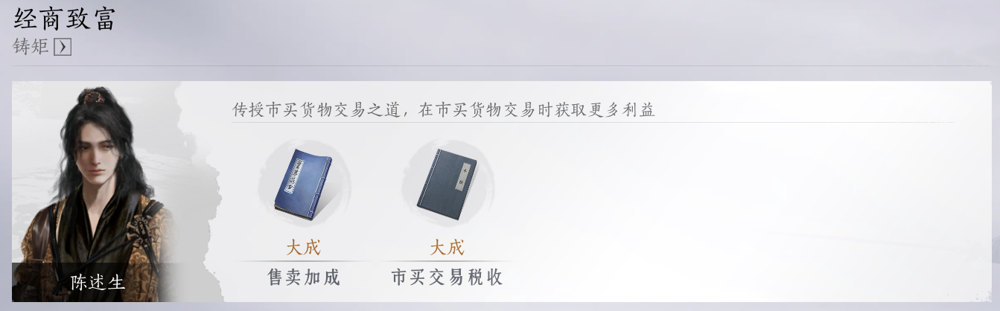 经商致富
铸矩
传授市买货物交易之道，在市买货物交易时获取更多利益
大成
售卖加成
大成
市买交易税收
陈述生